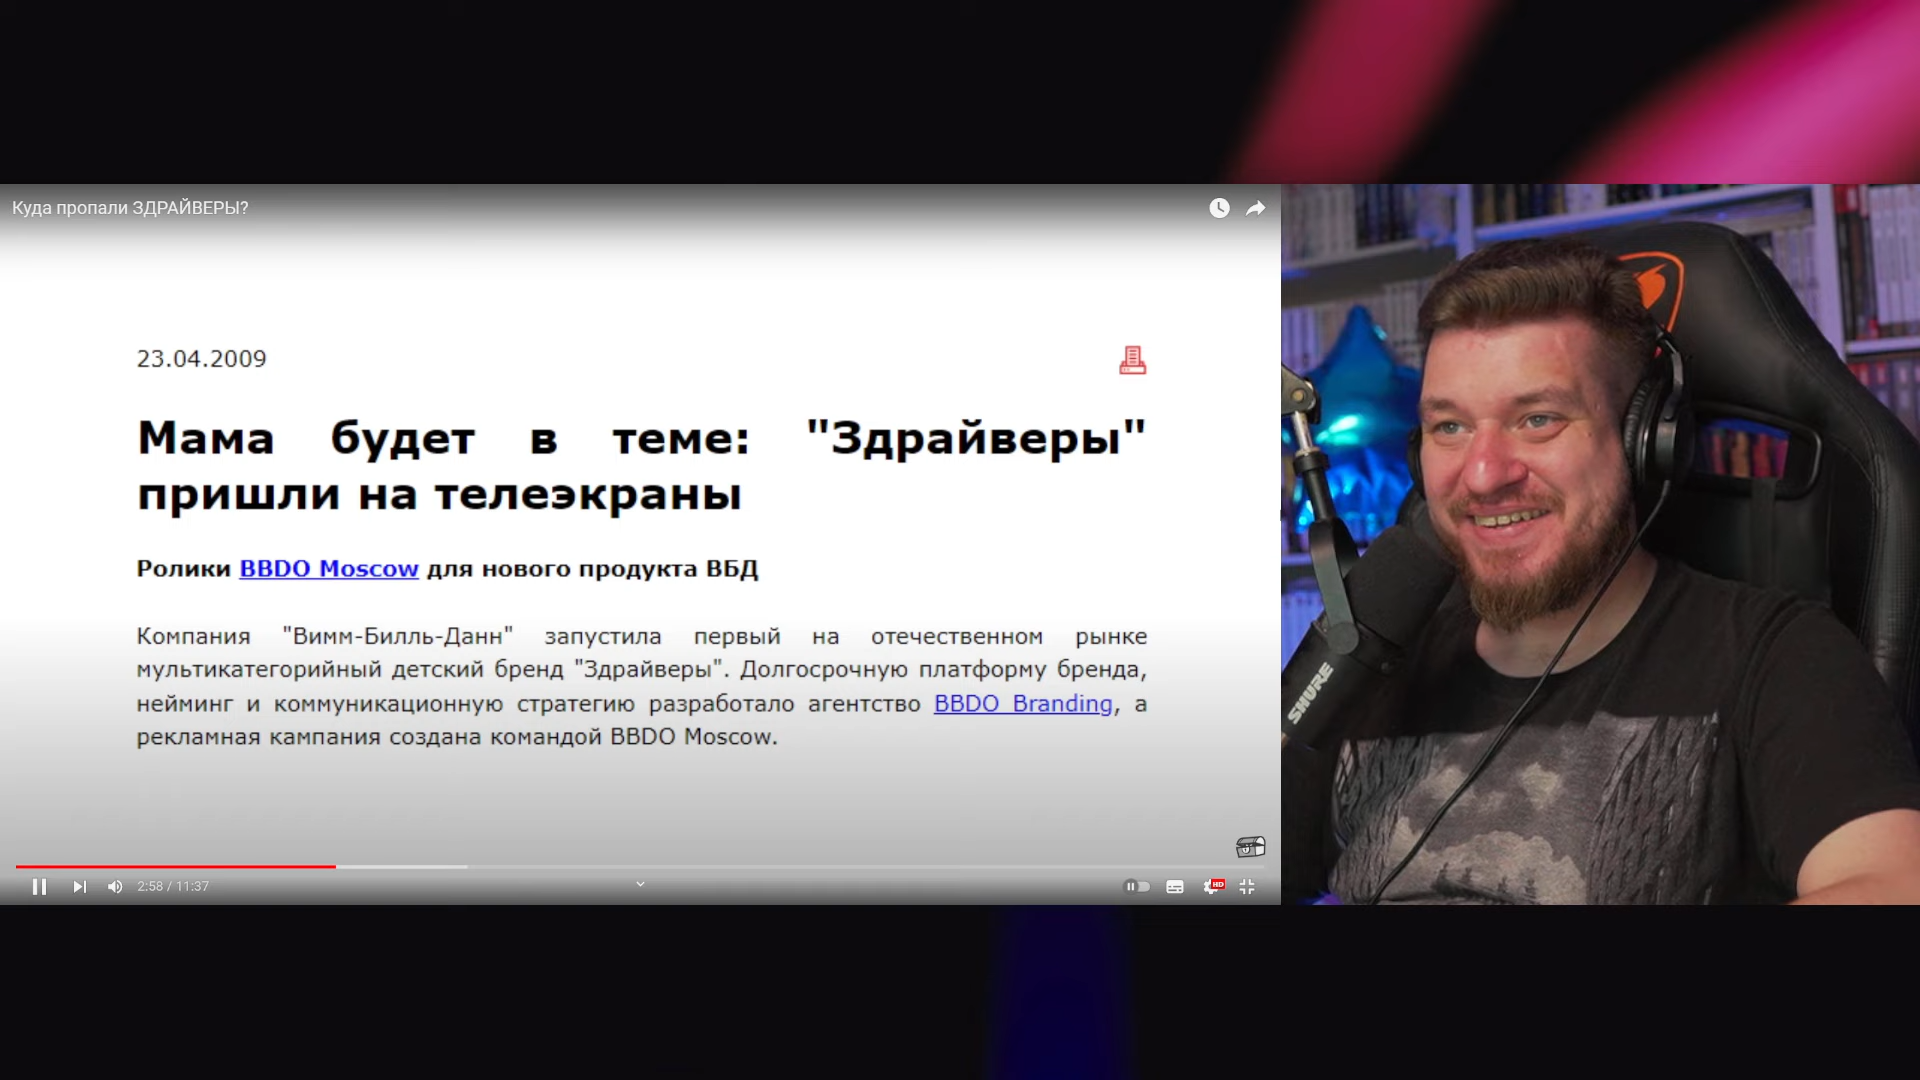 Куда пропали ЗДРАЙВЕРЫ?
23.04.2009
Мама будет в теме: "Здрайверы"
пришли на телеэкраны
Ролики BBDO Moscow для нового продукта ВБД
Компания "Вимм-Билль-Данн" запустила первый на отечественном рынке
мультикатегорийный детский бренд "Здрайверы". Долгосрочную платформу бренда,
нейминг и коммуникационную стратегию разработало агентство BBDO Branding, а
рекламная кампания создана командой BBDO Moscow.
SHURE
2:58 / 11:37
HD